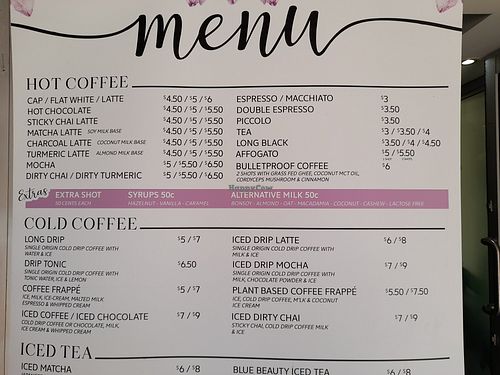 menu
HOT COFFEE
CAP / FLAT WHITE / LATTE $4.50 / $5 / $6
HOT CHOCOLATE $4.50 / $5 / $5.50
STICKY CHAI LATTE $4.50 / $5 / $5.50
MATCHA LATTE SOY MILK BASE $4.50 / $5 / $5.50
CHARCOAL LATTE COCONUT MILK BASE $4.50 / $5 / $5.50
TURMERIC LATTE ALMOND MILK BASE $4.50 / $5 / $5.50
MOCHA $5 / $5.50 / $6.50
DIRTY CHAI / DIRTY TURMERIC $5 / $5.50 / $6.50
ESPRESSO / MACCHIATO $3
DOUBLE ESPRESSO $3.50
PICCOLO $3.50
TEA $3 / $3.50 / $4
LONG BLACK $3.50 / $4 / $4.50
AFFOGATO $5 / $5.50
BULLETPROOF COFFEE $6
2 SHOTS WITH GRASS FED GHEE, COCONUT MCT OIL,
CORDYCEPS MUSHROOM & CINNAMON
Extras
EXTRA SHOT
50 CENTS EACH
SYRUPS 50c
HAZELNUT - VANILLA - CARAMEL
HappyCow
ALTERNATIVE MILK 50c
BONSOY - ALMOND - OAT - MACADAMIA - COCONUT - CASHEW - LACTOSE FREE
COLD COFFEE
LONG DRIP $5 / $7
SINGLE ORIGIN COLD DRIP COFFEE WITH
WATER & ICE
DRIP TONIC $6.50
SINGLE ORIGIN COLD DRIP COFFEE WITH
TONIC WATER, ICE & LEMON
COFFEE FRAPPÉ $5 / $7
ICE, MILK, ICE-CREAM, MALTED MILK
ESPRESSO & WHIPPED CREAM
ICED COFFEE / ICED CHOCOLATE $7 / $9
COLD DRIP COFFEE OR CHOCOLATE, MILK,
ICE CREAM & WHIPPED CREAM
ICED DRIP LATTE $6 / $8
SINGLE ORIGIN COLD DRIP COFFEE WITH
MILK & ICE
ICED DRIP MOCHA $7 / $9
SINGLE ORIGIN COLD DRIP COFFEE WITH
MILK, CHOCOLATE POWDER & ICE
PLANT BASED COFFEE FRAPPÉ $5.50 / $7.50
ICE, COLD DRIP COFFEE, M*LK & COCONUT
ICE CREAM
ICED DIRTY CHAI $7 / $9
STICKY CHAI, COLD DRIP COFFEE MILK
& ICE
ICED TEA
ICED MATCHA $6 / $8
BLUE BEAUTY ICED TEA $6 / $8